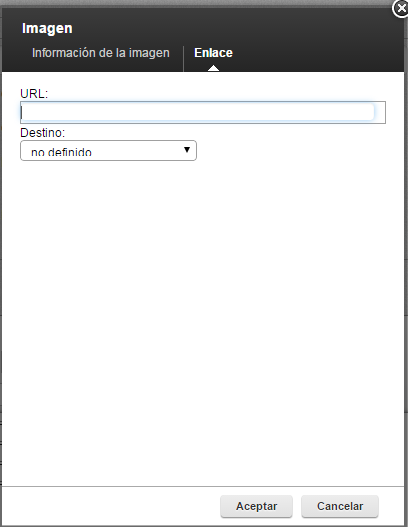 Imagen
Información de la imagen Enlace
URL:
Destino:
no definido
Aceptar Cancelar